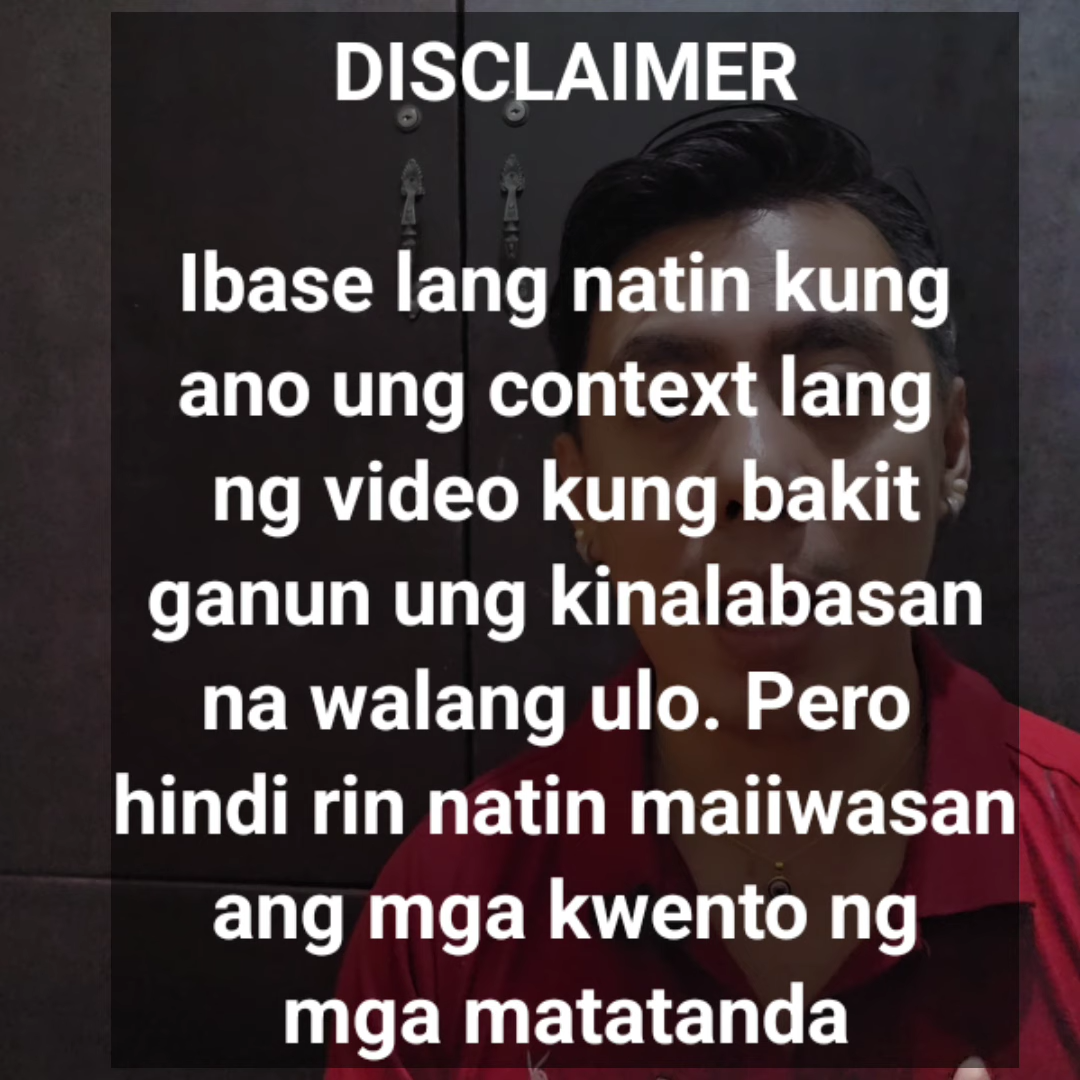 DISCLAIMER
Ibase lang natin kung
ano ung context lang
ng video kung bakit
ganun ung kinalabasan
na walang ulo. Pero
hindi rin natin maiiwasan
ang mga kwento ng
mga matatanda